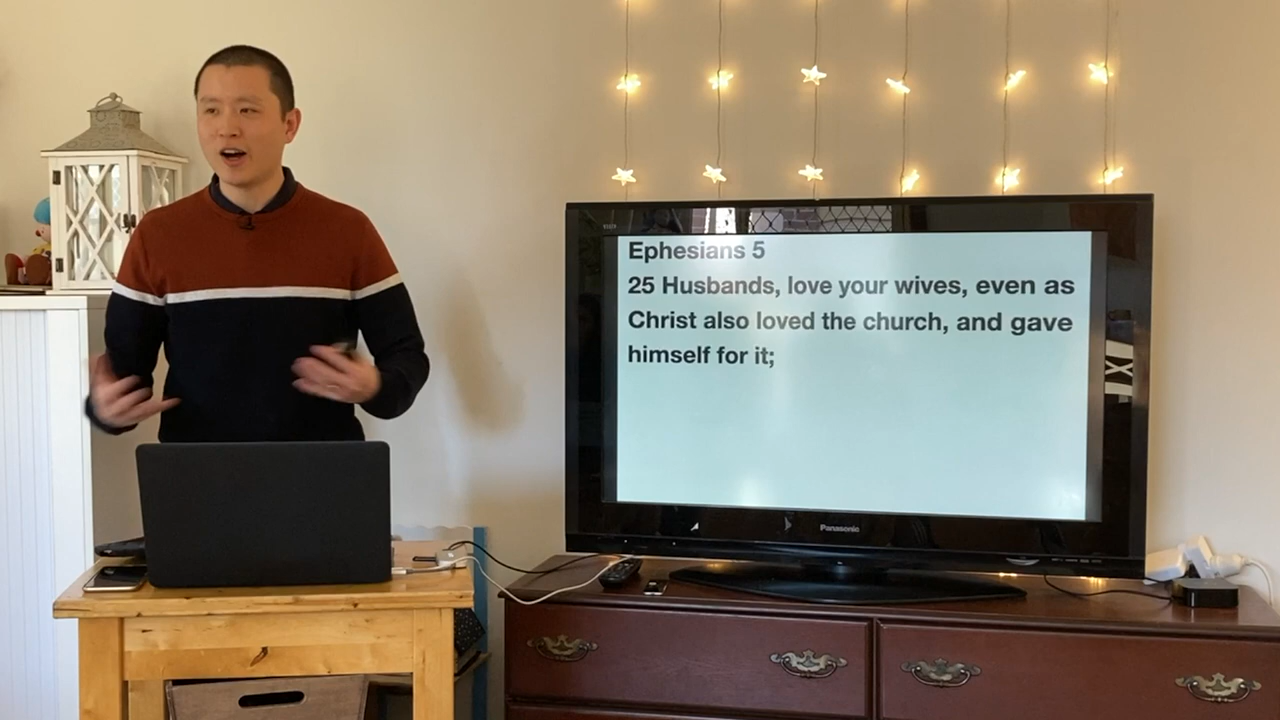 Ephesians 5
25 Husbands, love your wives, even as
Christ also loved the church, and gave
himself for it;
Panasonic